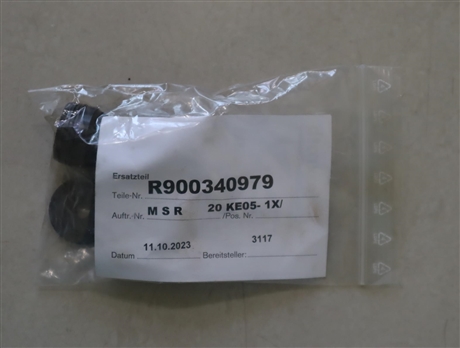 Ersatzteil
Teile-Nr. R900340979
Auftr.-Nr. M S R 20 KE05- 1X/ /Pos. Nr.
11.10.2023 3117
Datum Bereitsteller: